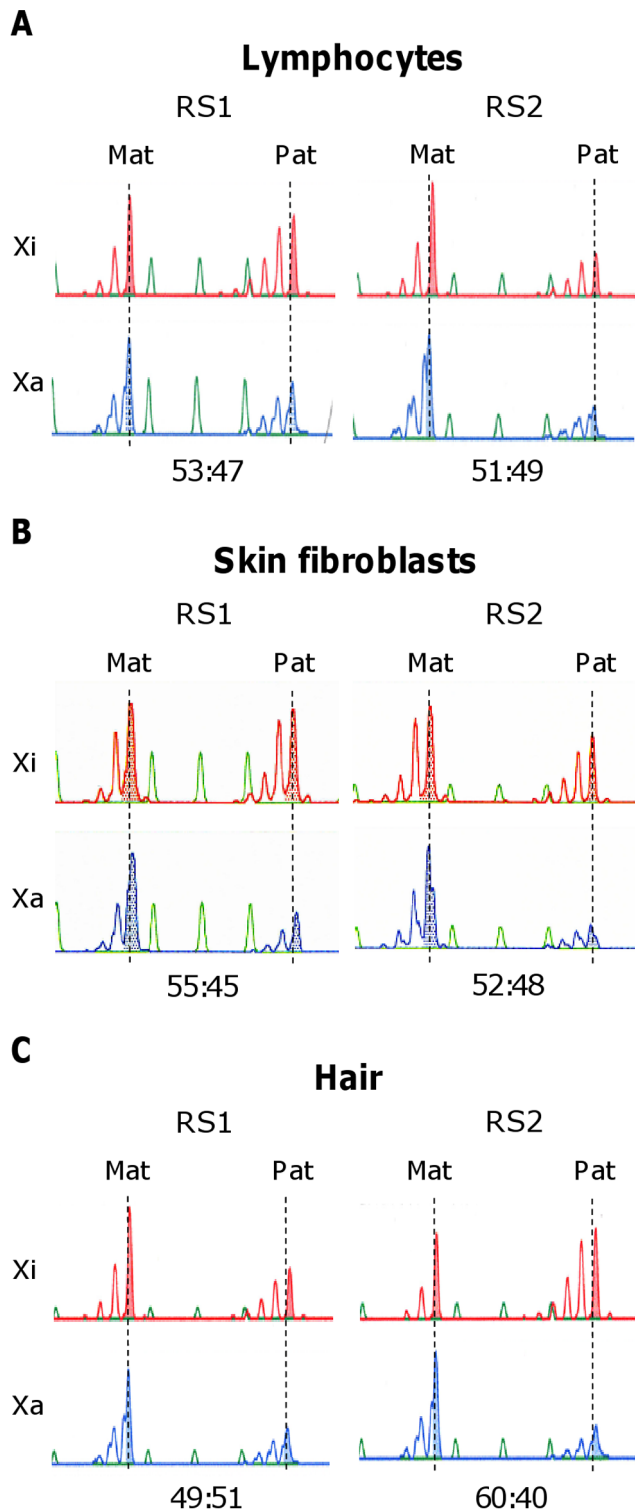 A
Lymphocytes
RS1 RS2
Mat Pat Mat Pat
Xi
Xa
53:47 51:49
B
Skin fibroblasts
RS1 RS2
Mat Pat Mat Pat
Xi
Xa
55:45 52:48
C
Hair
RS1 RS2
Mat Pat Mat Pat
Xi
Xa
49:51 60:40